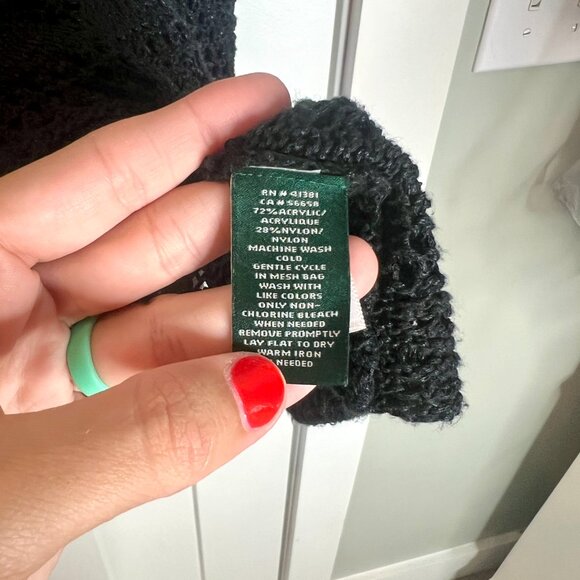 RN # 41381
CA # 56658
72% ACRYLIC/
ACRYLIQUE
28% NYLON/
NYLON
MACHINE WASH
COLD
GENTLE CYCLE
IN MESH BAG
WASH WITH
LIKE COLORS
ONLY NON-
CHLORINE BLEACH
WHEN NEEDED
REMOVE PROMPTLY
LAY FLAT TO DRY
WARM IRON
NEEDED